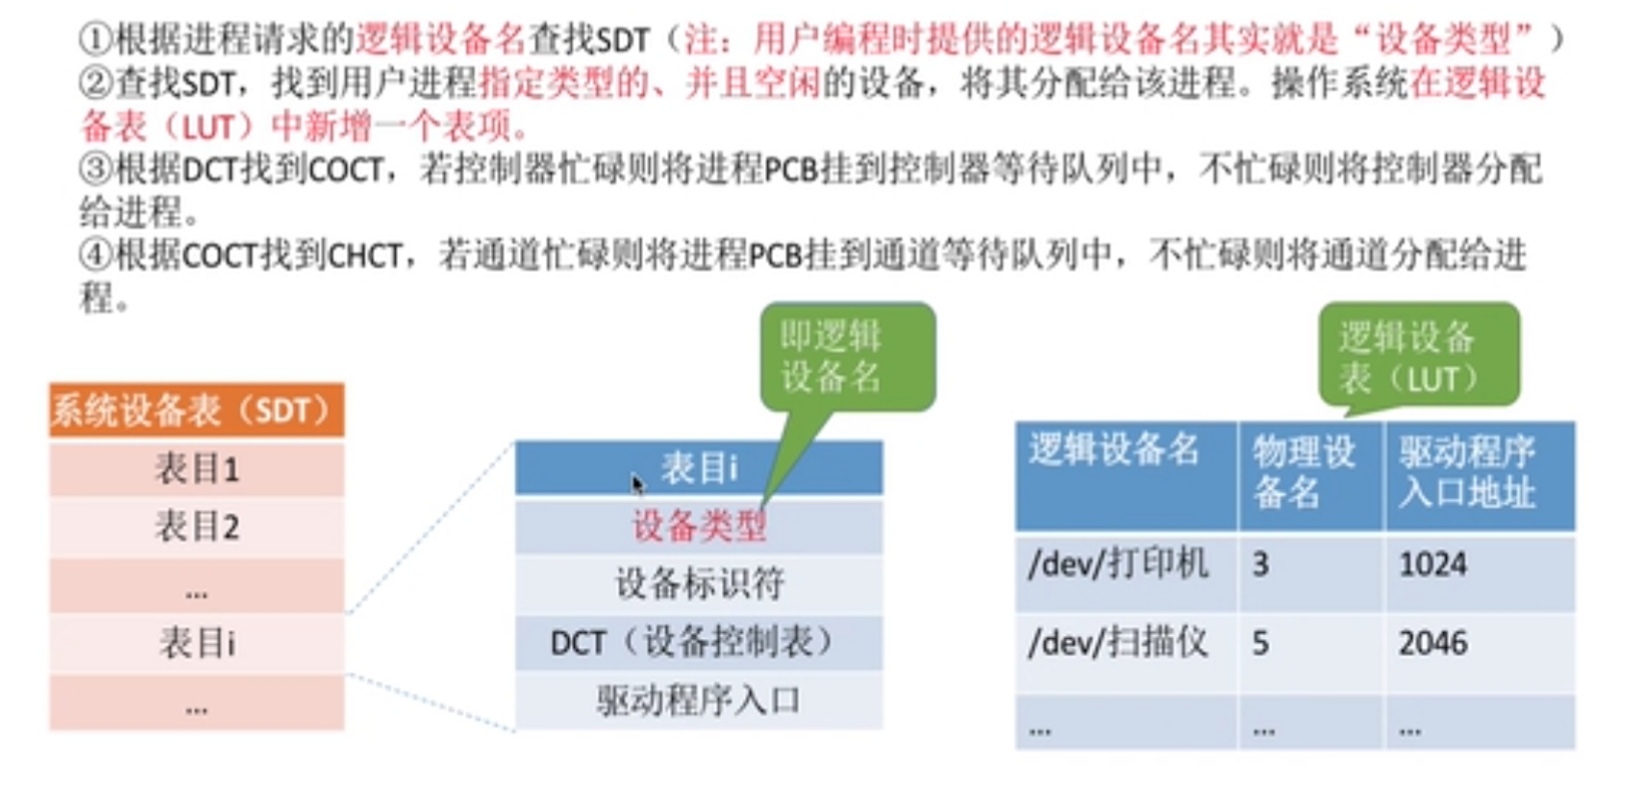 ①根据进程请求的逻辑设备名查找SDT（注：用户编程时提供的逻辑设备名其实就是“设备类型”）
②查找SDT，找到用户进程指定类型的、并且空闲的设备，将其分配给该进程。操作系统在逻辑设
备表（LUT）中新增一个表项。
③根据DCT找到COCT，若控制器忙碌则将进程PCB挂到控制器等待队列中，不忙碌则将控制器分配
给进程。
④根据COCT找到CHCT，若通道忙碌则将进程PCB挂到通道等待队列中，不忙碌则将通道分配给进
程。
系统设备表（SDT）
表目1
表目2
...
表目i
...
即逻辑
设备名
表目i
设备类型
设备标识符
DCT（设备控制表）
驱动程序入口
逻辑设备
表（LUT）
逻辑设备名 物理设 驱动程序
备名 入口地址
/dev/打印机 3 1024
/dev/扫描仪 5 2046
... ... ...